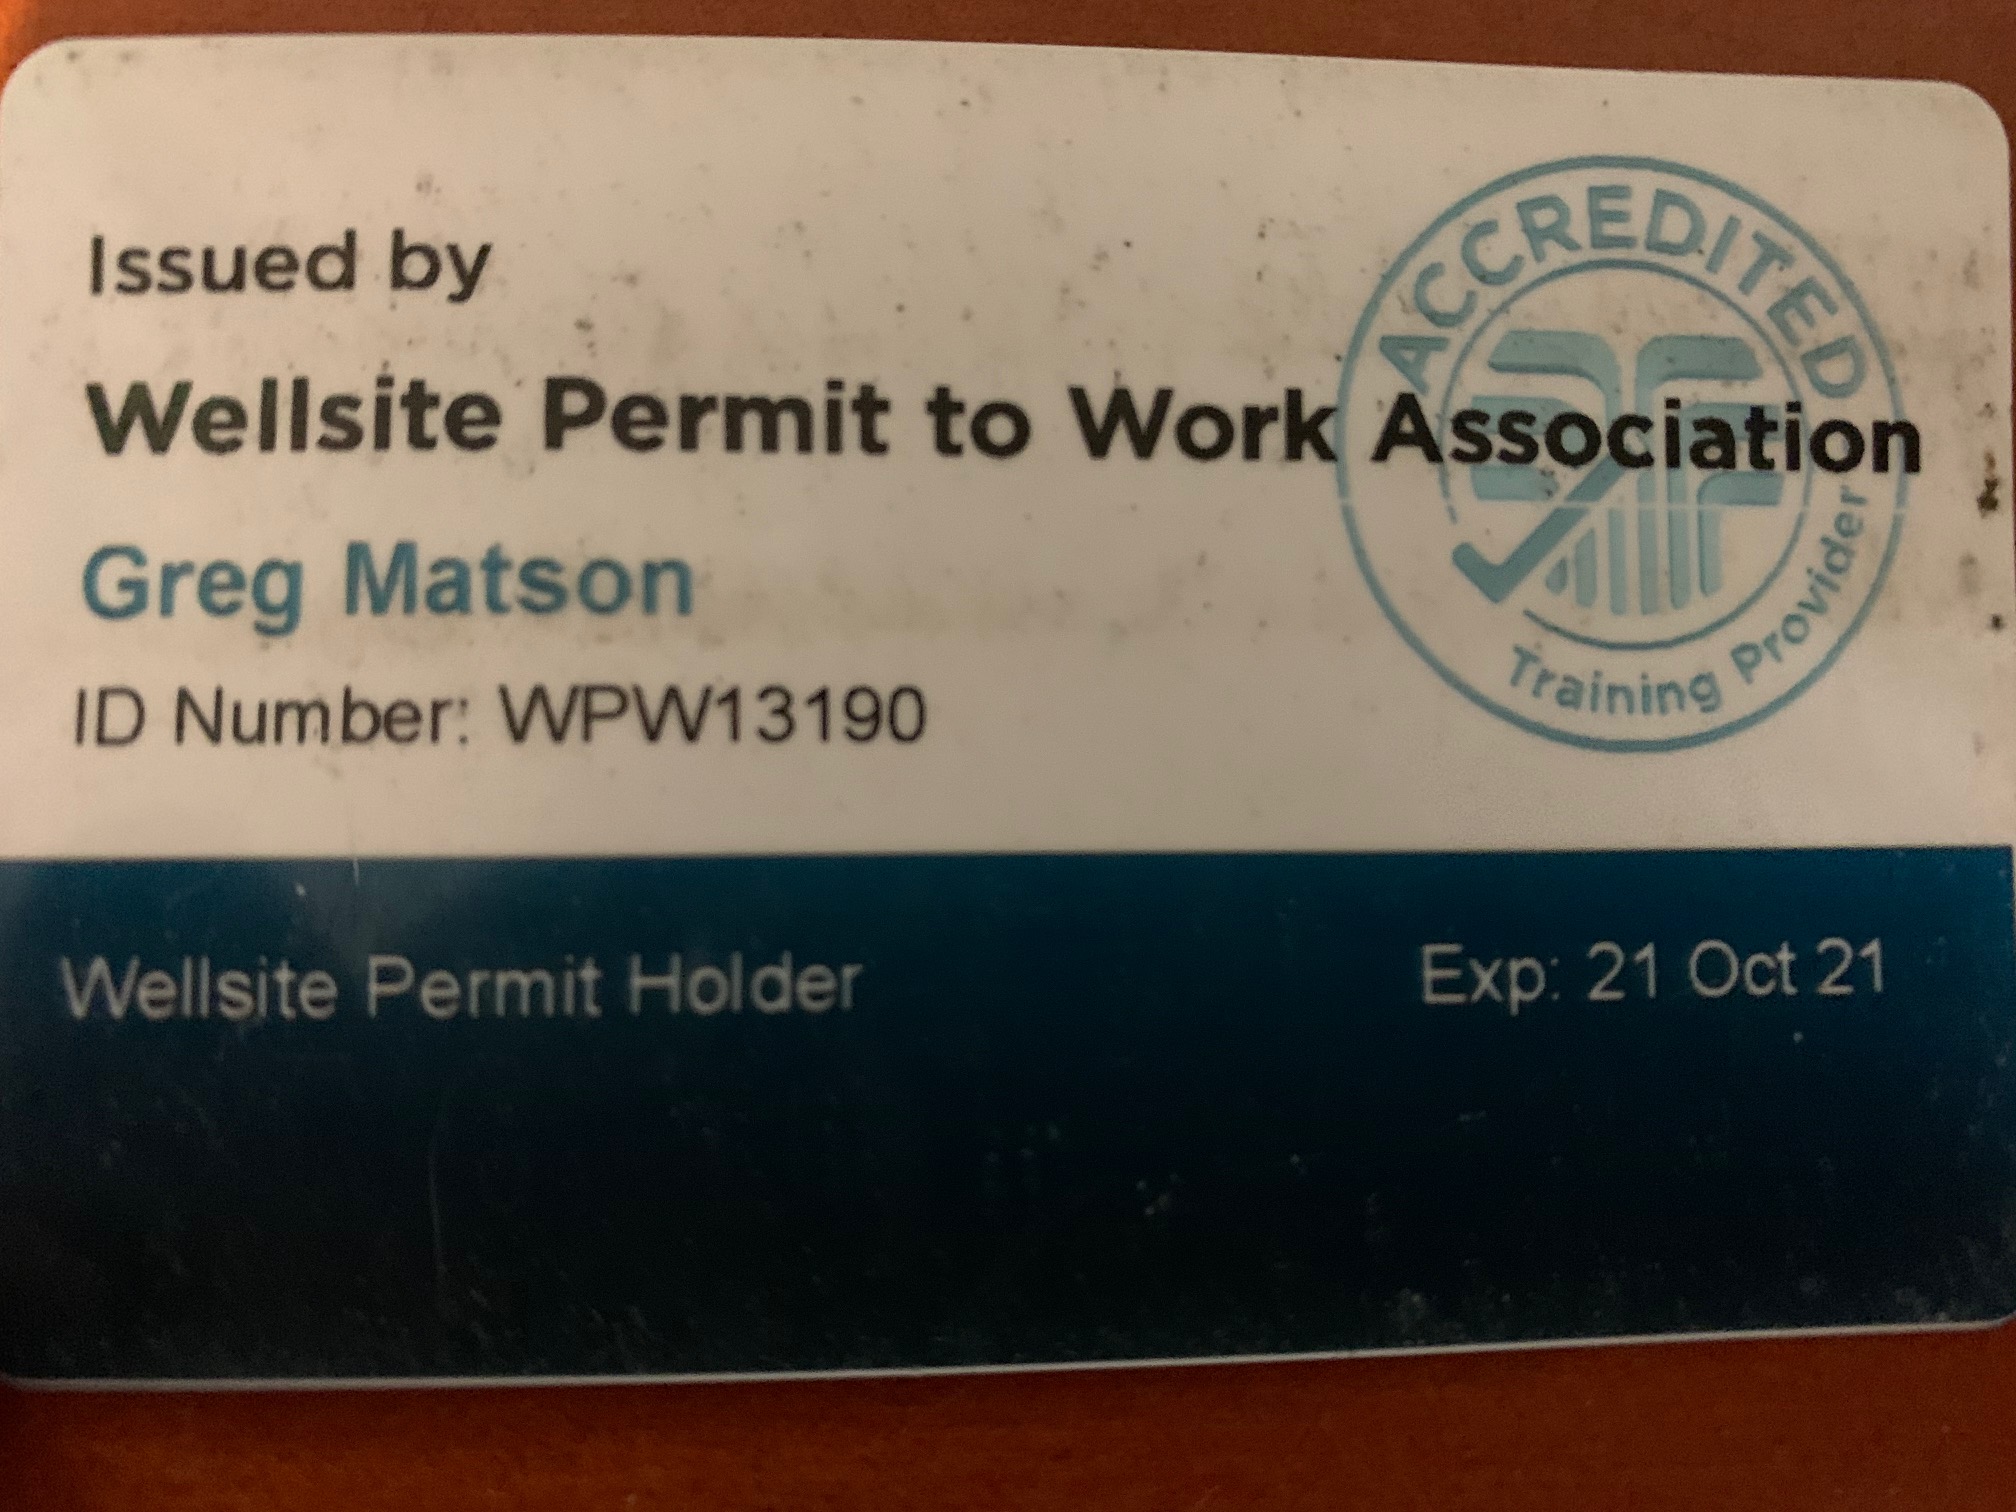 Issued by
Wellsite Permit to Work Association
Greg Matson
ID Number: WPW13190
ACCREDITED
Training Provider
Wellsite Permit Holder
Exp: 21 Oct 21